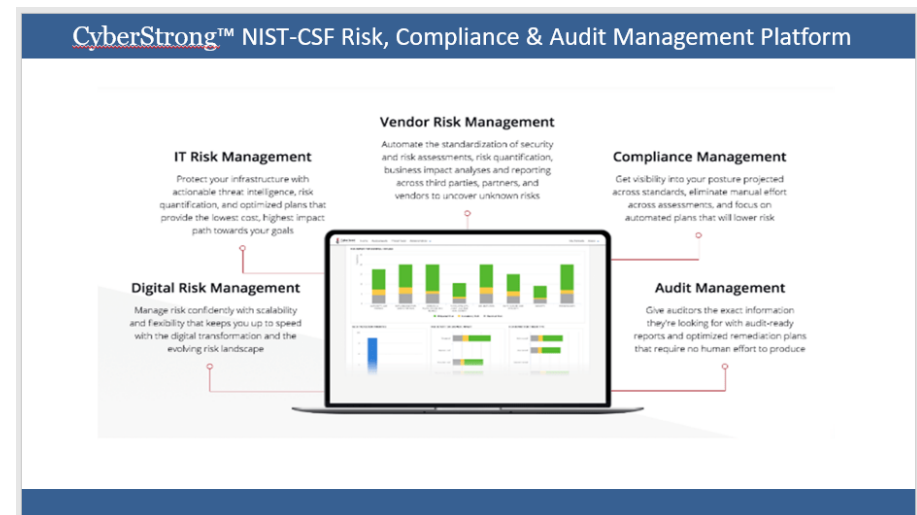 CyberStrong™ NIST-CSF Risk, Compliance & Audit Management Platform
Vendor Risk Management
Automate the standardization of security
and risk assessments, risk quantification,
business impact analyses and reporting
across third parties, partners, and
vendors to uncover unknown risks
IT Risk Management
Protect your infrastructure with
actionable threat intelligence, risk
quantification, and optimized plans that
provide the lowest cost, highest impact
path towards your goals
Compliance Management
Get visibility into your posture projected
across standards, eliminate manual effort
across assessments, and focus on
automated plans that will lower risk
Digital Risk Management
Manage risk confidently with scalability
and flexibility that keeps you up to speed
with the digital transformation and the
evolving risk landscape
Audit Management
Give auditors the exact information
they're looking for with audit-ready
reports and optimized remediation plans
that require no human effort to produce